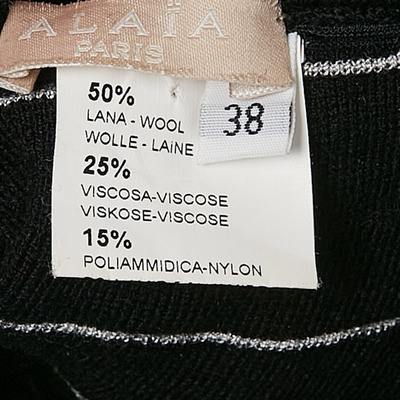 ALAÏA
PARIS
50%
LANA - WOOL
WOLLE - LAiNE
38
25%
VISCOSA-VISCOSE
VISKOSE-VISCOSE
15%
POLIAMMIDICA-NYLON